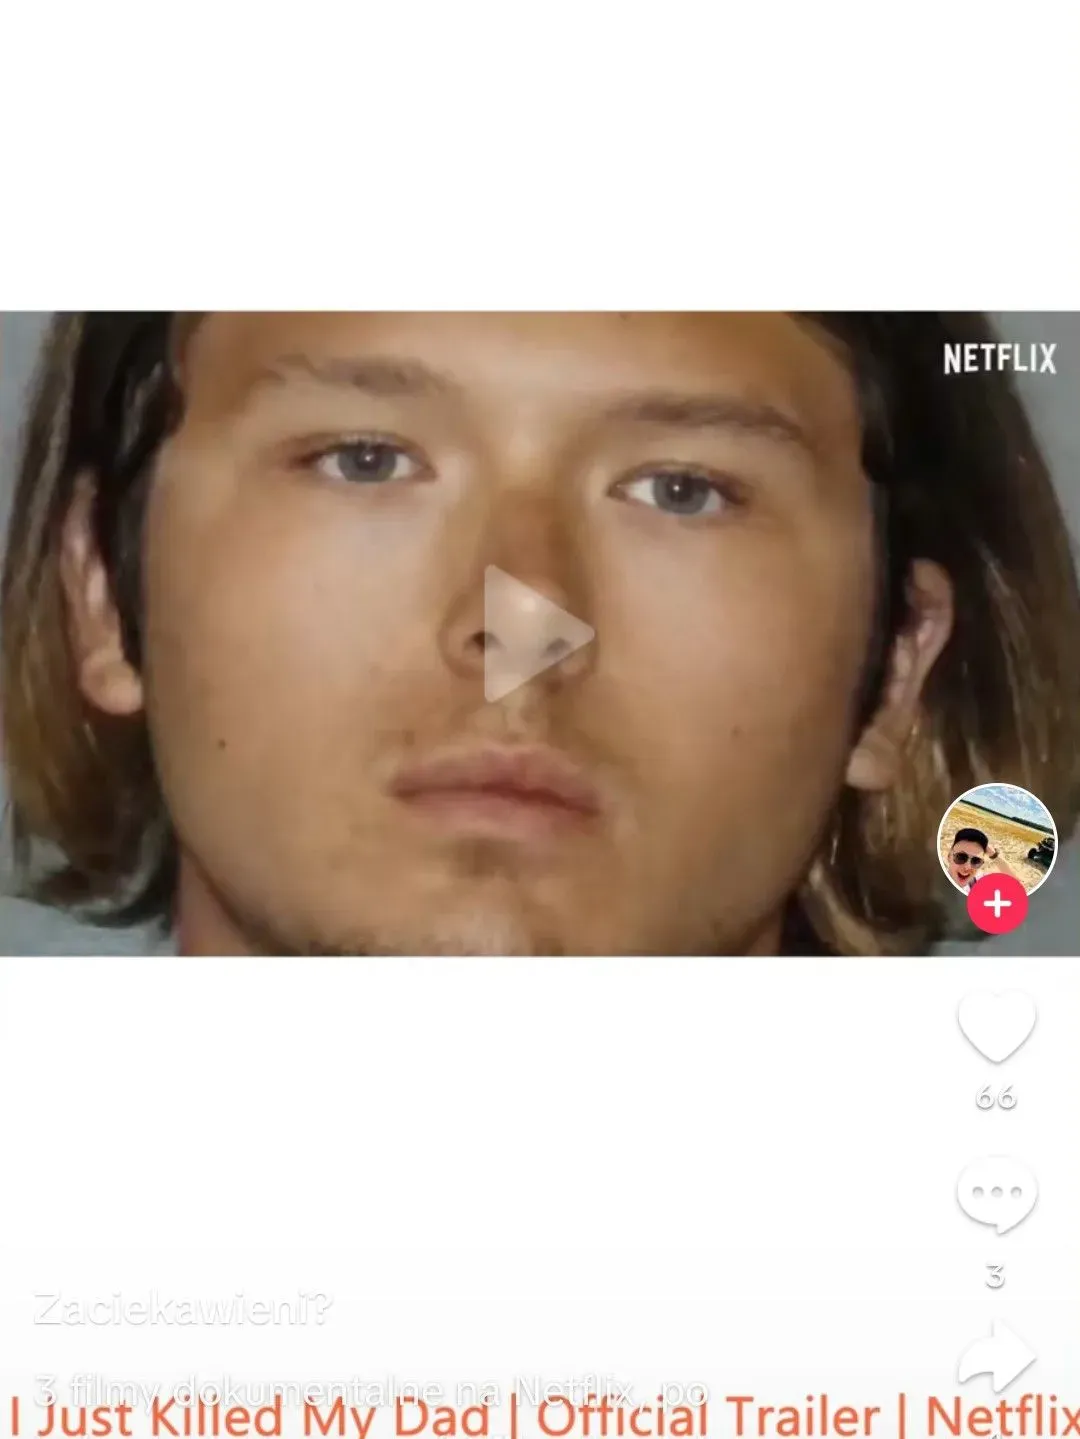 NETFLIX
66
3
Zaciekawieni?
3 filmy dokumentalne na Netflix, po
I Just Killed My Dad | Official Trailer | Netflix